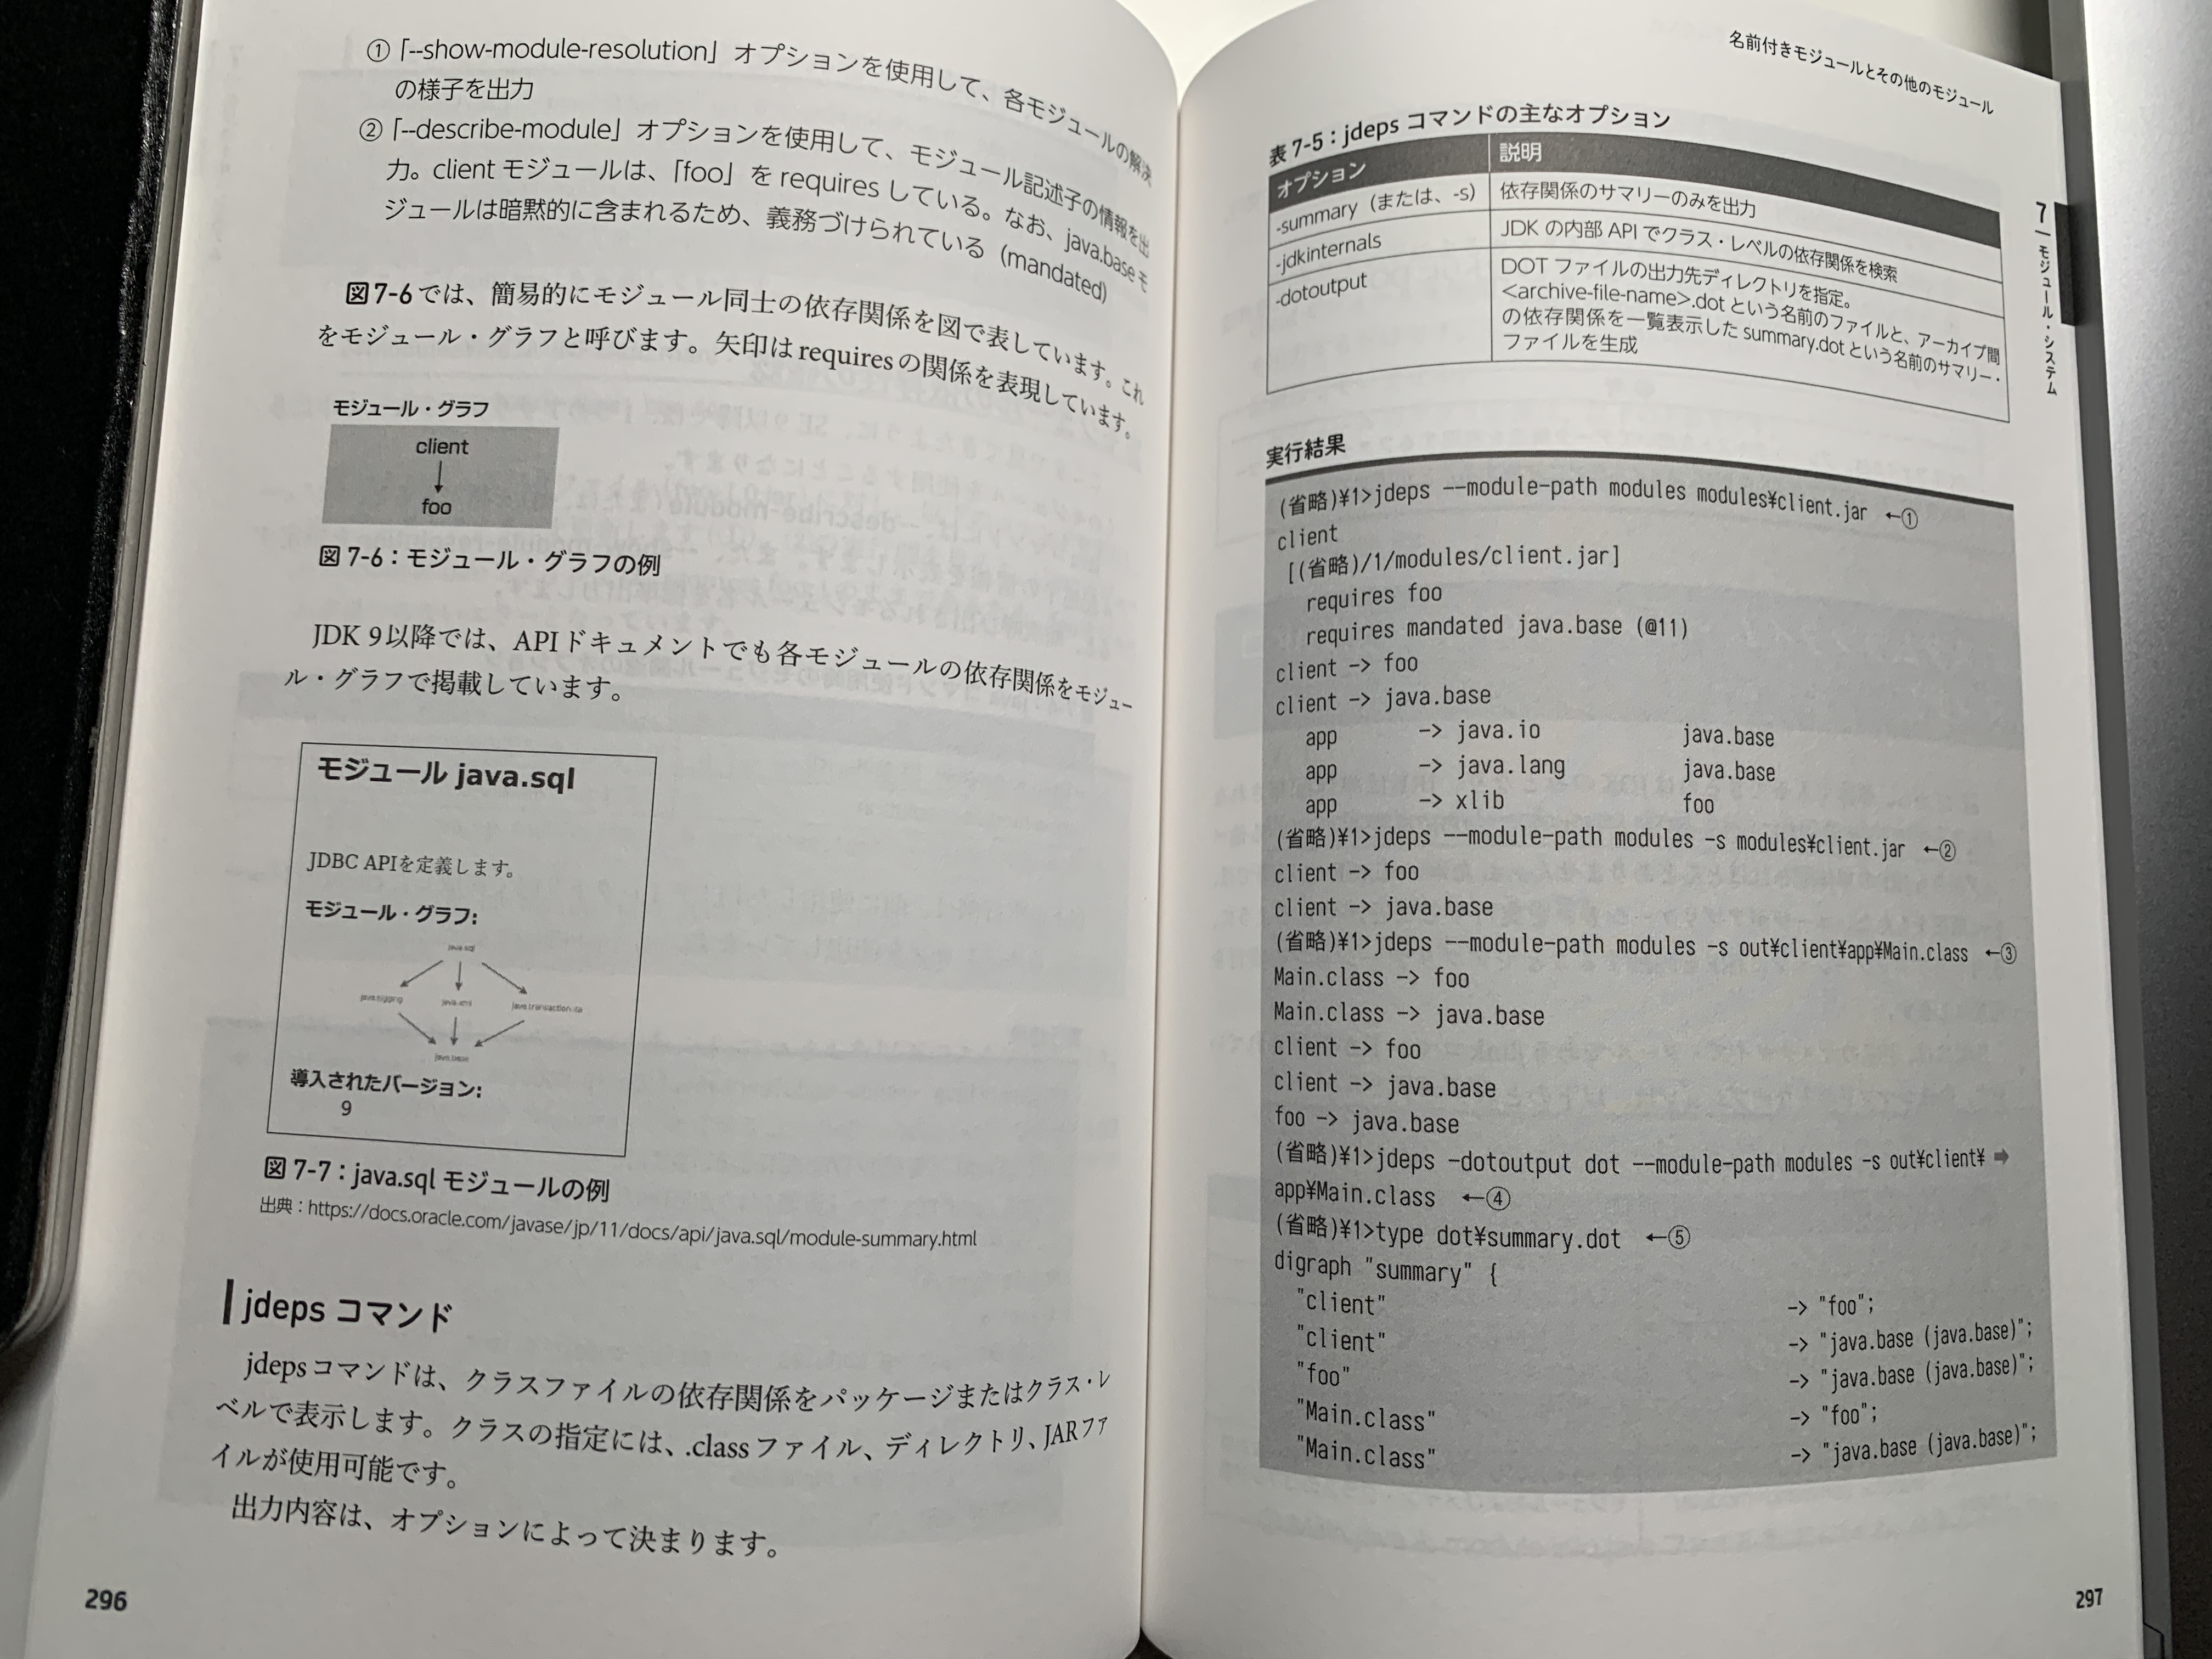 ①「--show-module-resolution」オプションを使用して、各モジュールの解決
の様子を出力
②「--describe-module」オプションを使用して、モジュール記述子の情報を出
力。client モジュールは、「foo」を requires している。なお、java.base モ
ジュールは暗黙的に含まれるため、義務づけられている（mandated）
図7-6では、簡易的にモジュール同士の依存関係を図で表しています。これ
をモジュール・グラフと呼びます。矢印はrequiresの関係を表現しています。
モジュール・グラフ
client
foo
図 7-6：モジュール・グラフの例
JDK 9以降では、APIドキュメントでも各モジュールの依存関係をモジュー
ル・グラフで掲載しています。
モジュール java.sql
JDBC APIを定義します。
モジュール・グラフ:
java.sql
java.logging java.xml java.transaction.xa
java.base
導入されたバージョン:
9
図 7-7：java.sql モジュールの例
出典：https://docs.oracle.com/javase/jp/11/docs/api/java.sql/module-summary.html
jdeps コマンド
jdepsコマンドは、クラスファイルの依存関係をパッケージまたはクラス・レ
ベルで表示します。クラスの指定には、.classファイル、ディレクトリ、JARファ
イルが使用可能です。
出力内容は、オプションによって決まります。
296
名前付きモジュールとその他のモジュール
7 モジュール・システム
表 7-5：jdeps コマンドの主なオプション
オプション 説明
-summary（または、-s） 依存関係のサマリーのみを出力
-jdkinternals JDK の内部 API でクラス・レベルの依存関係を検索
-dotoutput DOT ファイルの出力先ディレクトリを指定。
<archive-file-name>.dot という名前のファイルと、アーカイブ間
の依存関係を一覧表示した summary.dot という名前のサマリー・
ファイルを生成
実行結果
(省略)¥1>jdeps --module-path modules modules¥client.jar ←①
client
[(省略)/1/modules/client.jar]
requires foo
requires mandated java.base (@11)
client -> foo
client -> java.base
app -> java.io java.base
app -> java.lang java.base
app -> xlib foo
(省略)¥1>jdeps --module-path modules -s modules¥client.jar ←②
client -> foo
client -> java.base
(省略)¥1>jdeps --module-path modules -s out¥client¥app¥Main.class ←③
Main.class -> foo
Main.class -> java.base
client -> foo
client -> java.base
foo -> java.base
(省略)¥1>jdeps -dotoutput dot --module-path modules -s out¥client¥ ➡
app¥Main.class ←④
(省略)¥1>type dot¥summary.dot ←⑤
digraph "summary" {
"client" -> "foo";
"client" -> "java.base (java.base)";
"foo" -> "java.base (java.base)";
"Main.class" -> "foo";
"Main.class" -> "java.base (java.base)";
297